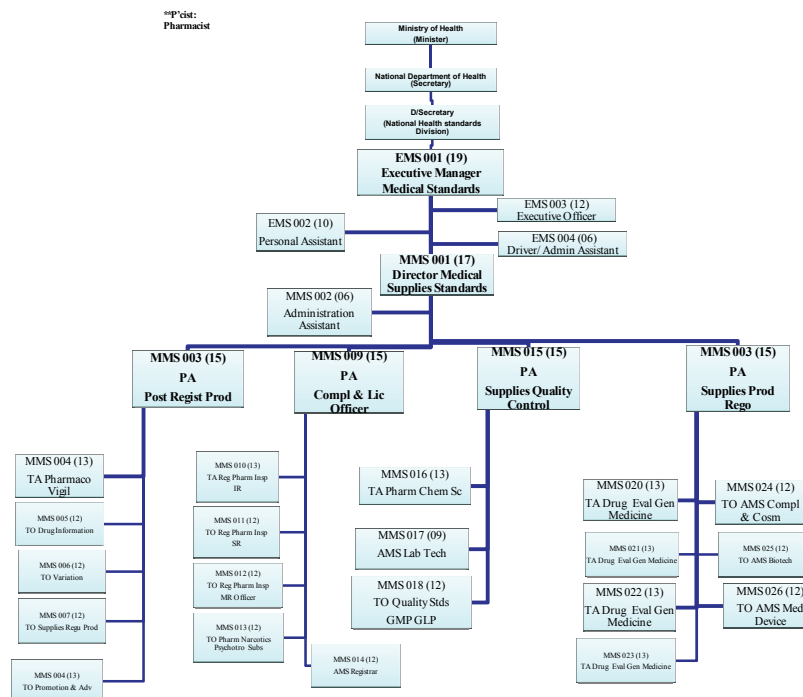 **P'cist:
Pharmacist
Ministry of Health
(Minister)
National Department of Health
(Secretary)
D/Secretary
(National Health standards
Division)
EMS 001 (19)
Executive Manager
Medical Standards
EMS 003 (12)
Executive Officer
EMS 002 (10)
Personal Assistant
EMS 004 (06)
Driver/ Admin Assistant
MMS 001 (17)
Director Medical
Supplies Standards
MMS 002 (06)
Administration
Assistant
MMS 003 (15)
PA
Post Regist Prod
MMS 009 (15)
PA
Compl & Lic
Officer
MMS 015 (15)
PA
Supplies Quality
Control
MMS 003 (15)
PA
Supplies Prod
Rego
MMS 004 (13)
TA Pharmaco
Vigil
MMS 005 (12)
TO Drug Information
MMS 006 (12)
TO Variation
MMS 007 (12)
TO Supplies Regu Prod
MMS 004 (13)
TO Promotion & Adv
MMS 010 (13)
TA Reg Pharm Insp
IR
MMS 011 (12)
TO Reg Pharm Insp
SR
MMS 012 (12)
TO Reg Pharm Insp
MR Officer
MMS 013 (12)
TO Pharm Narcotics
Psychotro Subs
MMS 014 (12)
AMS Registrar
MMS 016 (13)
TA Pharm Chem Sc
MMS 017 (09)
AMS Lab Tech
MMS 018 (12)
TO Quality Stds
GMP GLP
MMS 020 (13)
TA Drug Eval Gen
Medicine
MMS 021 (13)
TA Drug Eval Gen Medicine
MMS 022 (13)
TA Drug Eval Gen
Medicine
MMS 023 (13)
TA Drug Eval Gen Medicine
MMS 024 (12)
TO AMS Compl
& Cosm
MMS 025 (12)
TO AMS Biotech
MMS 026 (12)
TO AMS Med
Device